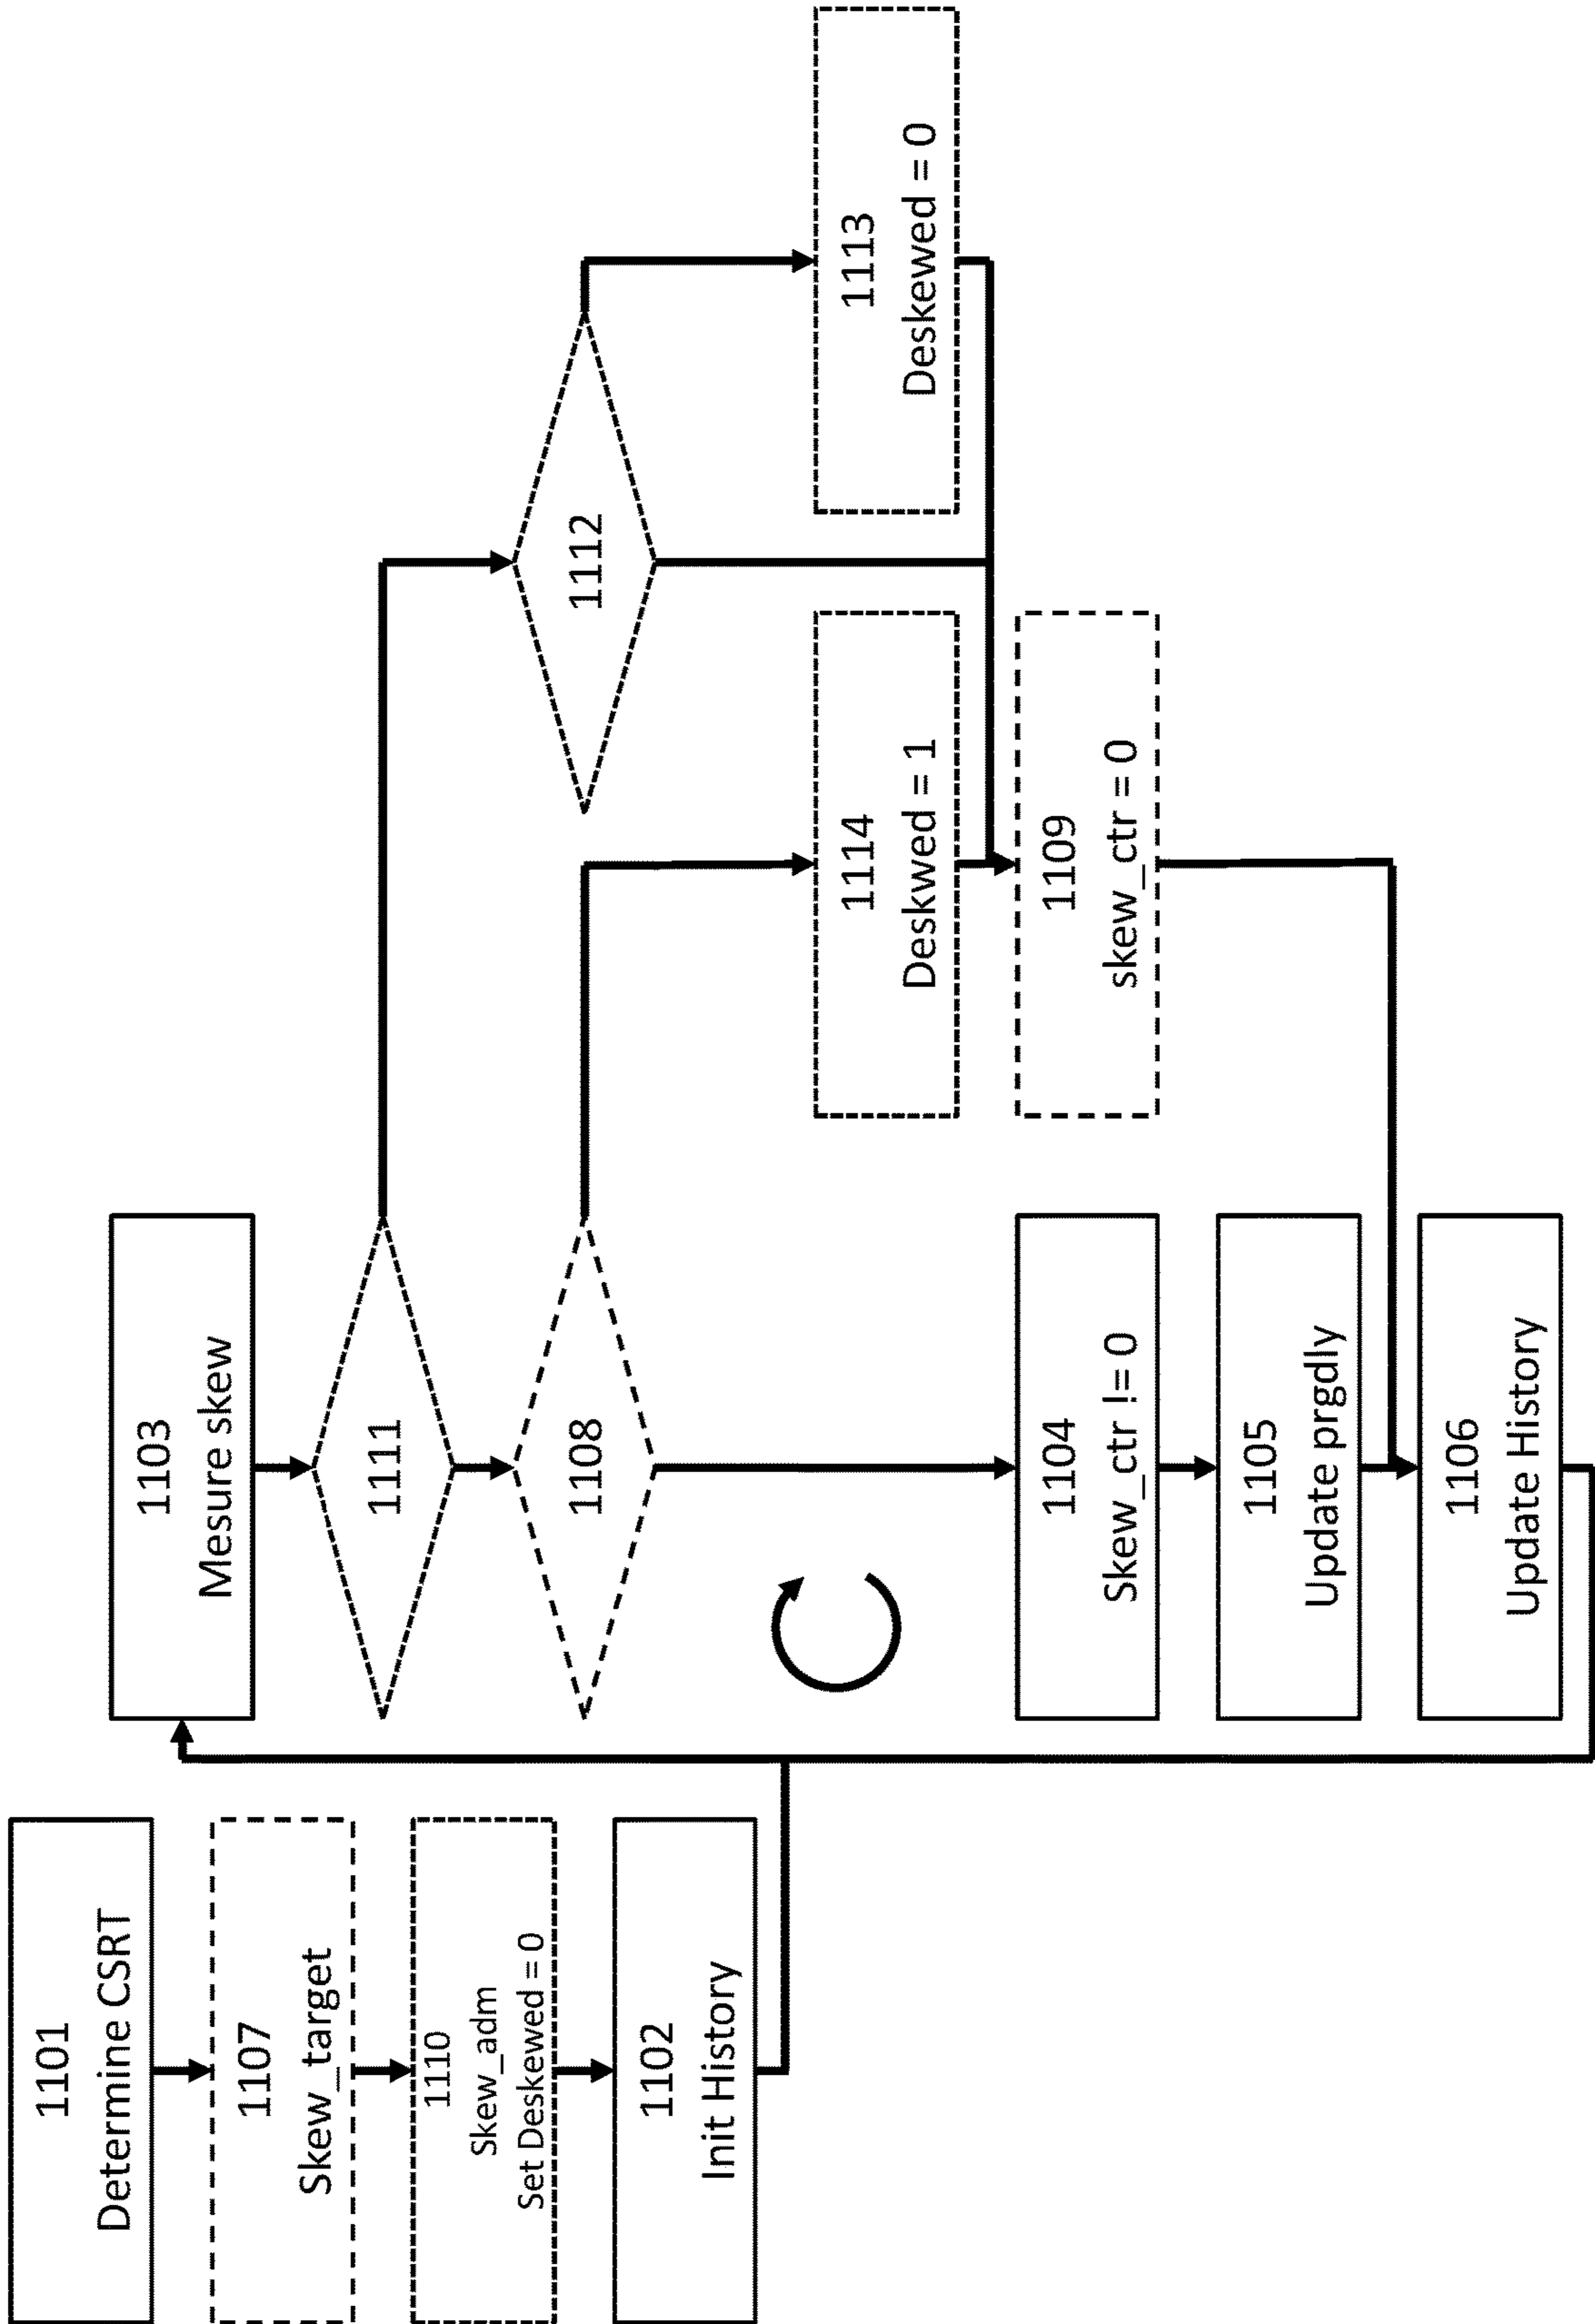 1101
Determine CSRT
1107
Skew_target
1110
Skew_adm
Set Deskewed = 0
1102
Init History
1103
Mesure skew
1111
1108
1104
Skew_ctr != 0
1105
Update prgdly
1106
Update History
1112
1114
Deskwed = 1
1113
Deskewed = 0
1109
skew_ctr = 0